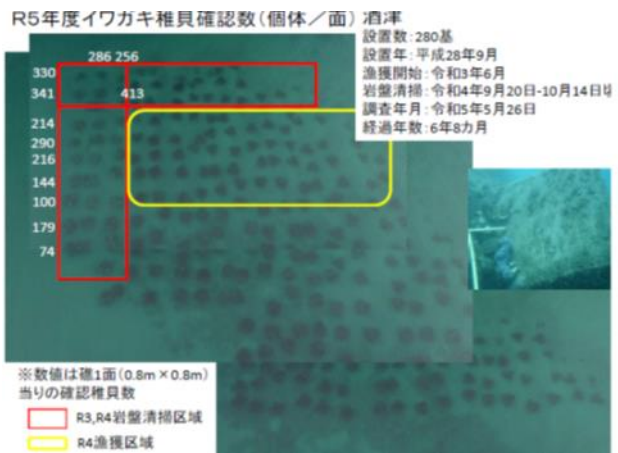 R5年度イワガキ稚貝確認数(個体/面) 酒津
設置数:280基
設置年:平成28年9月
漁獲開始:令和3年6月
岩盤清掃:令和4年9月20日-10月14日
調査年月:令和5年5月26日
経過年数:6年8カ月
286 256
330
341 413
214
290
216
144
100
179
74
※数値は礁1面(0.8m×0.8m)
当りの確認稚貝数
R3,R4岩盤清掃区域
R4漁獲区域